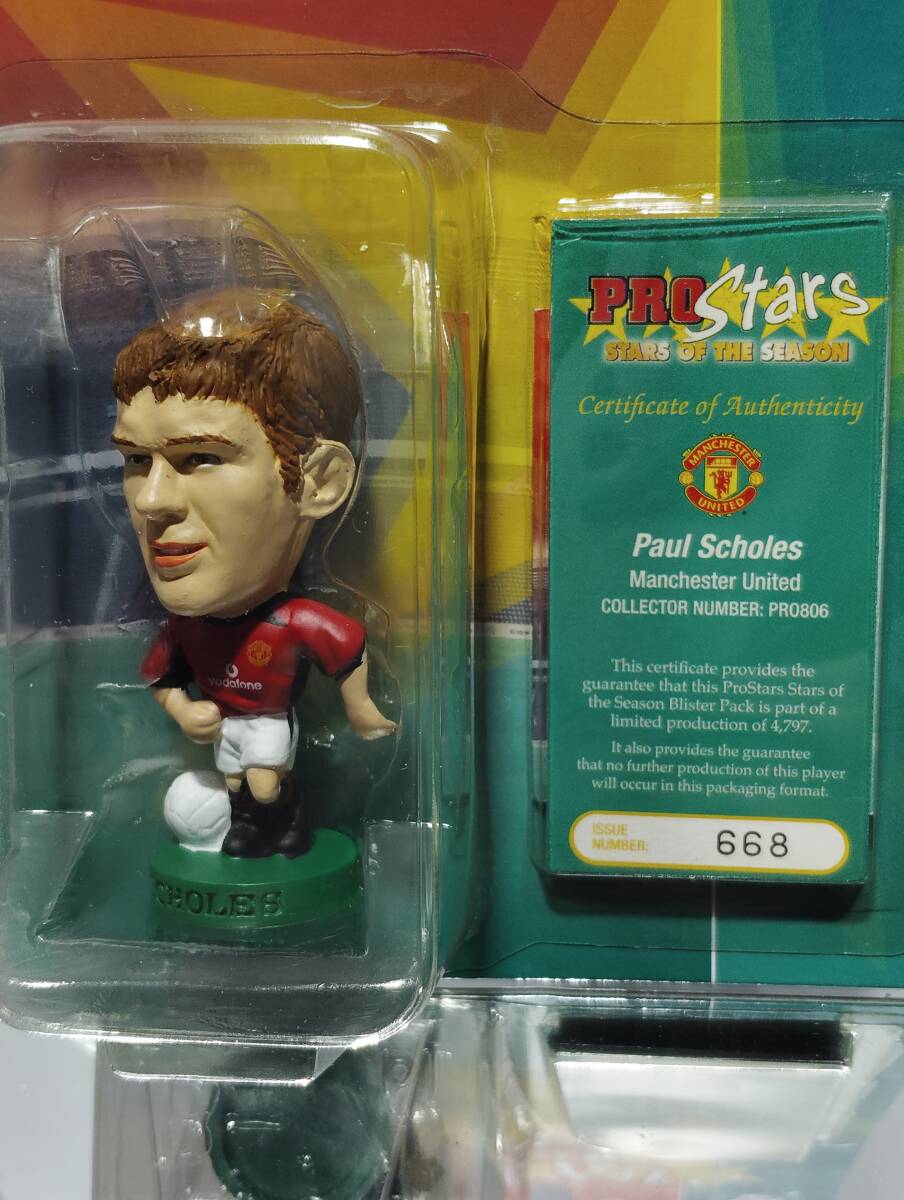 PROStars
STARS OF THE SEASON
Certificate of Authenticity
MANCHESTER
UNITED
Paul Scholes
Manchester United
COLLECTOR NUMBER: PRO806
This certificate provides the
guarantee that this ProStars Stars of
the Season Blister Pack is part of a
limited production of 4,797.
It also provides the guarantee
that no further production of this player
will occur in this packaging format.
ISSUE
NUMBER: 668
vodafone
CHOLES